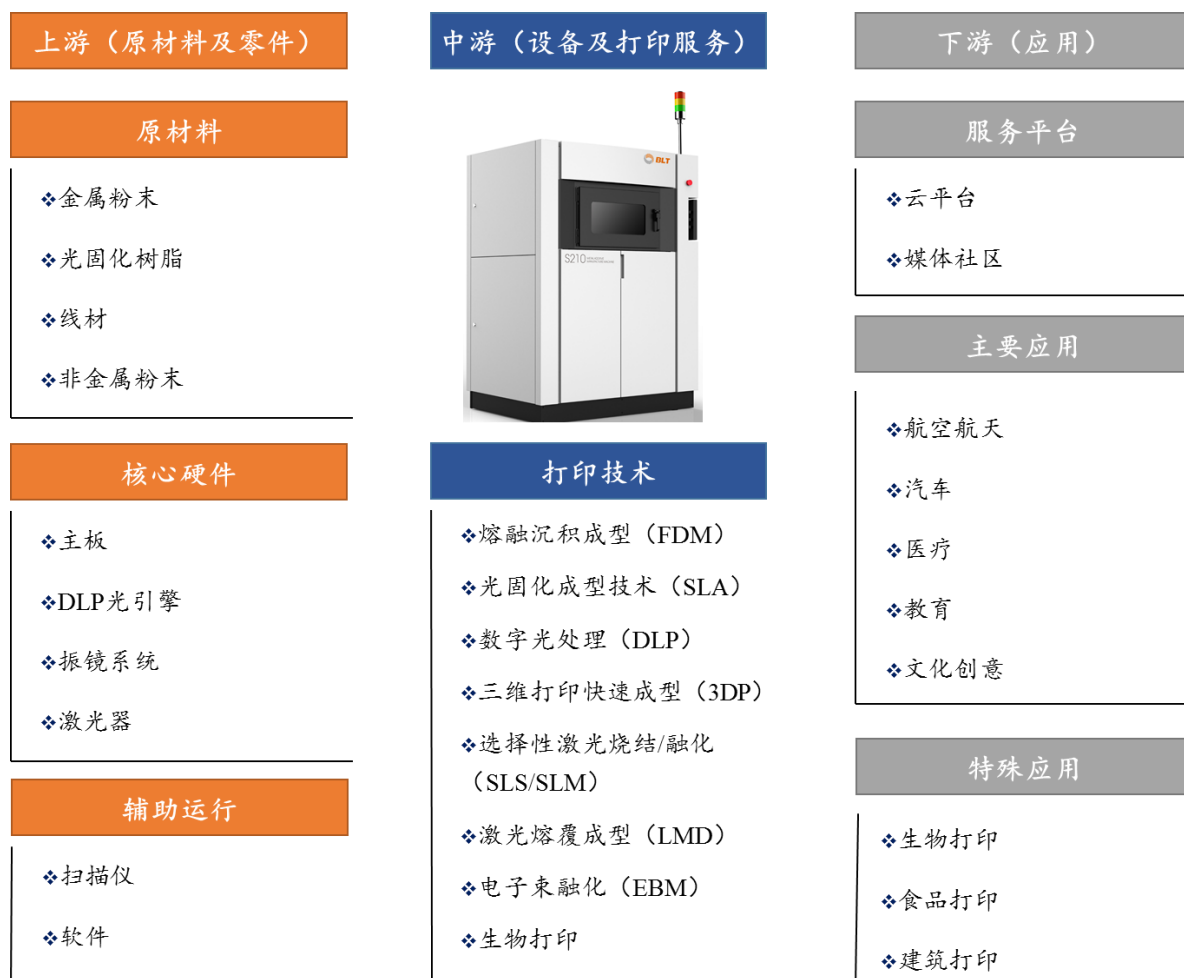 上游（原材料及零件）
原材料
❖金属粉末
❖光固化树脂
❖线材
❖非金属粉末
核心硬件
❖主板
❖DLP光引擎
❖振镜系统
❖激光器
辅助运行
❖扫描仪
❖软件
中游（设备及打印服务）
BLT
S210
打印技术
❖熔融沉积成型（FDM）
❖光固化成型技术（SLA）
❖数字光处理（DLP）
❖三维打印快速成型（3DP）
❖选择性激光烧结/融化
（SLS/SLM）
❖激光熔覆成型（LMD）
❖电子束融化（EBM）
❖生物打印
下游（应用）
服务平台
❖云平台
❖媒体社区
主要应用
❖航空航天
❖汽车
❖医疗
❖教育
❖文化创意
特殊应用
❖生物打印
❖食品打印
❖建筑打印